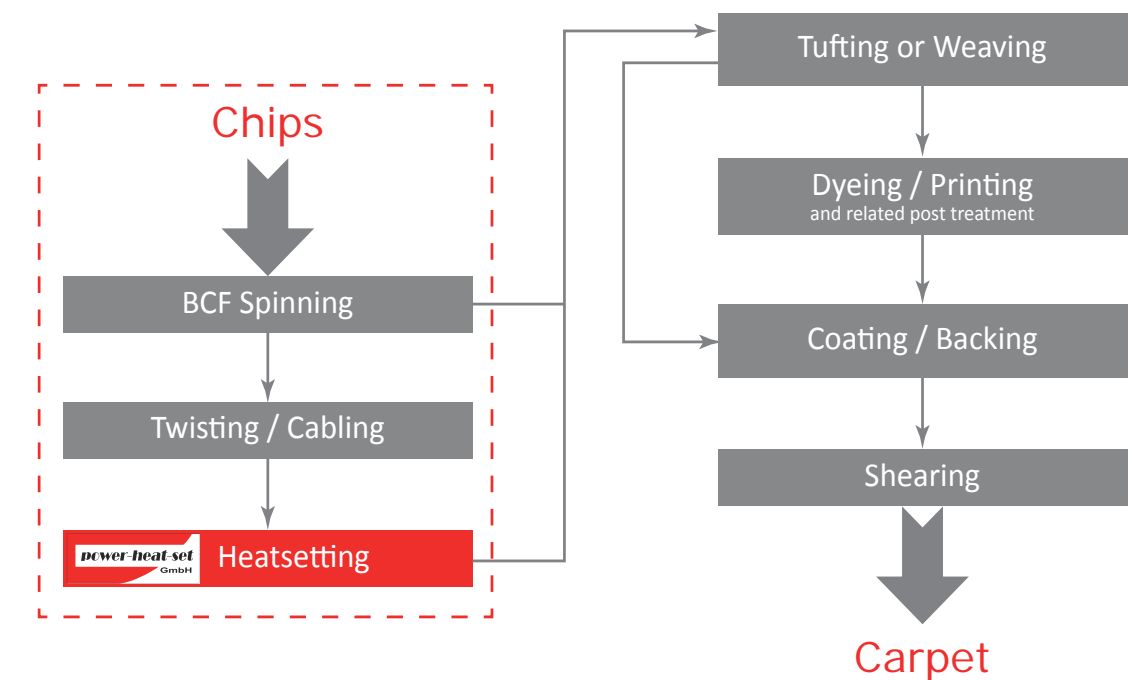 Chips
BCF Spinning
Twisting / Cabling
power-heat-set
GmbH
Heatsetting
Tufting or Weaving
Dyeing / Printing
and related post treatment
Coating / Backing
Shearing
Carpet